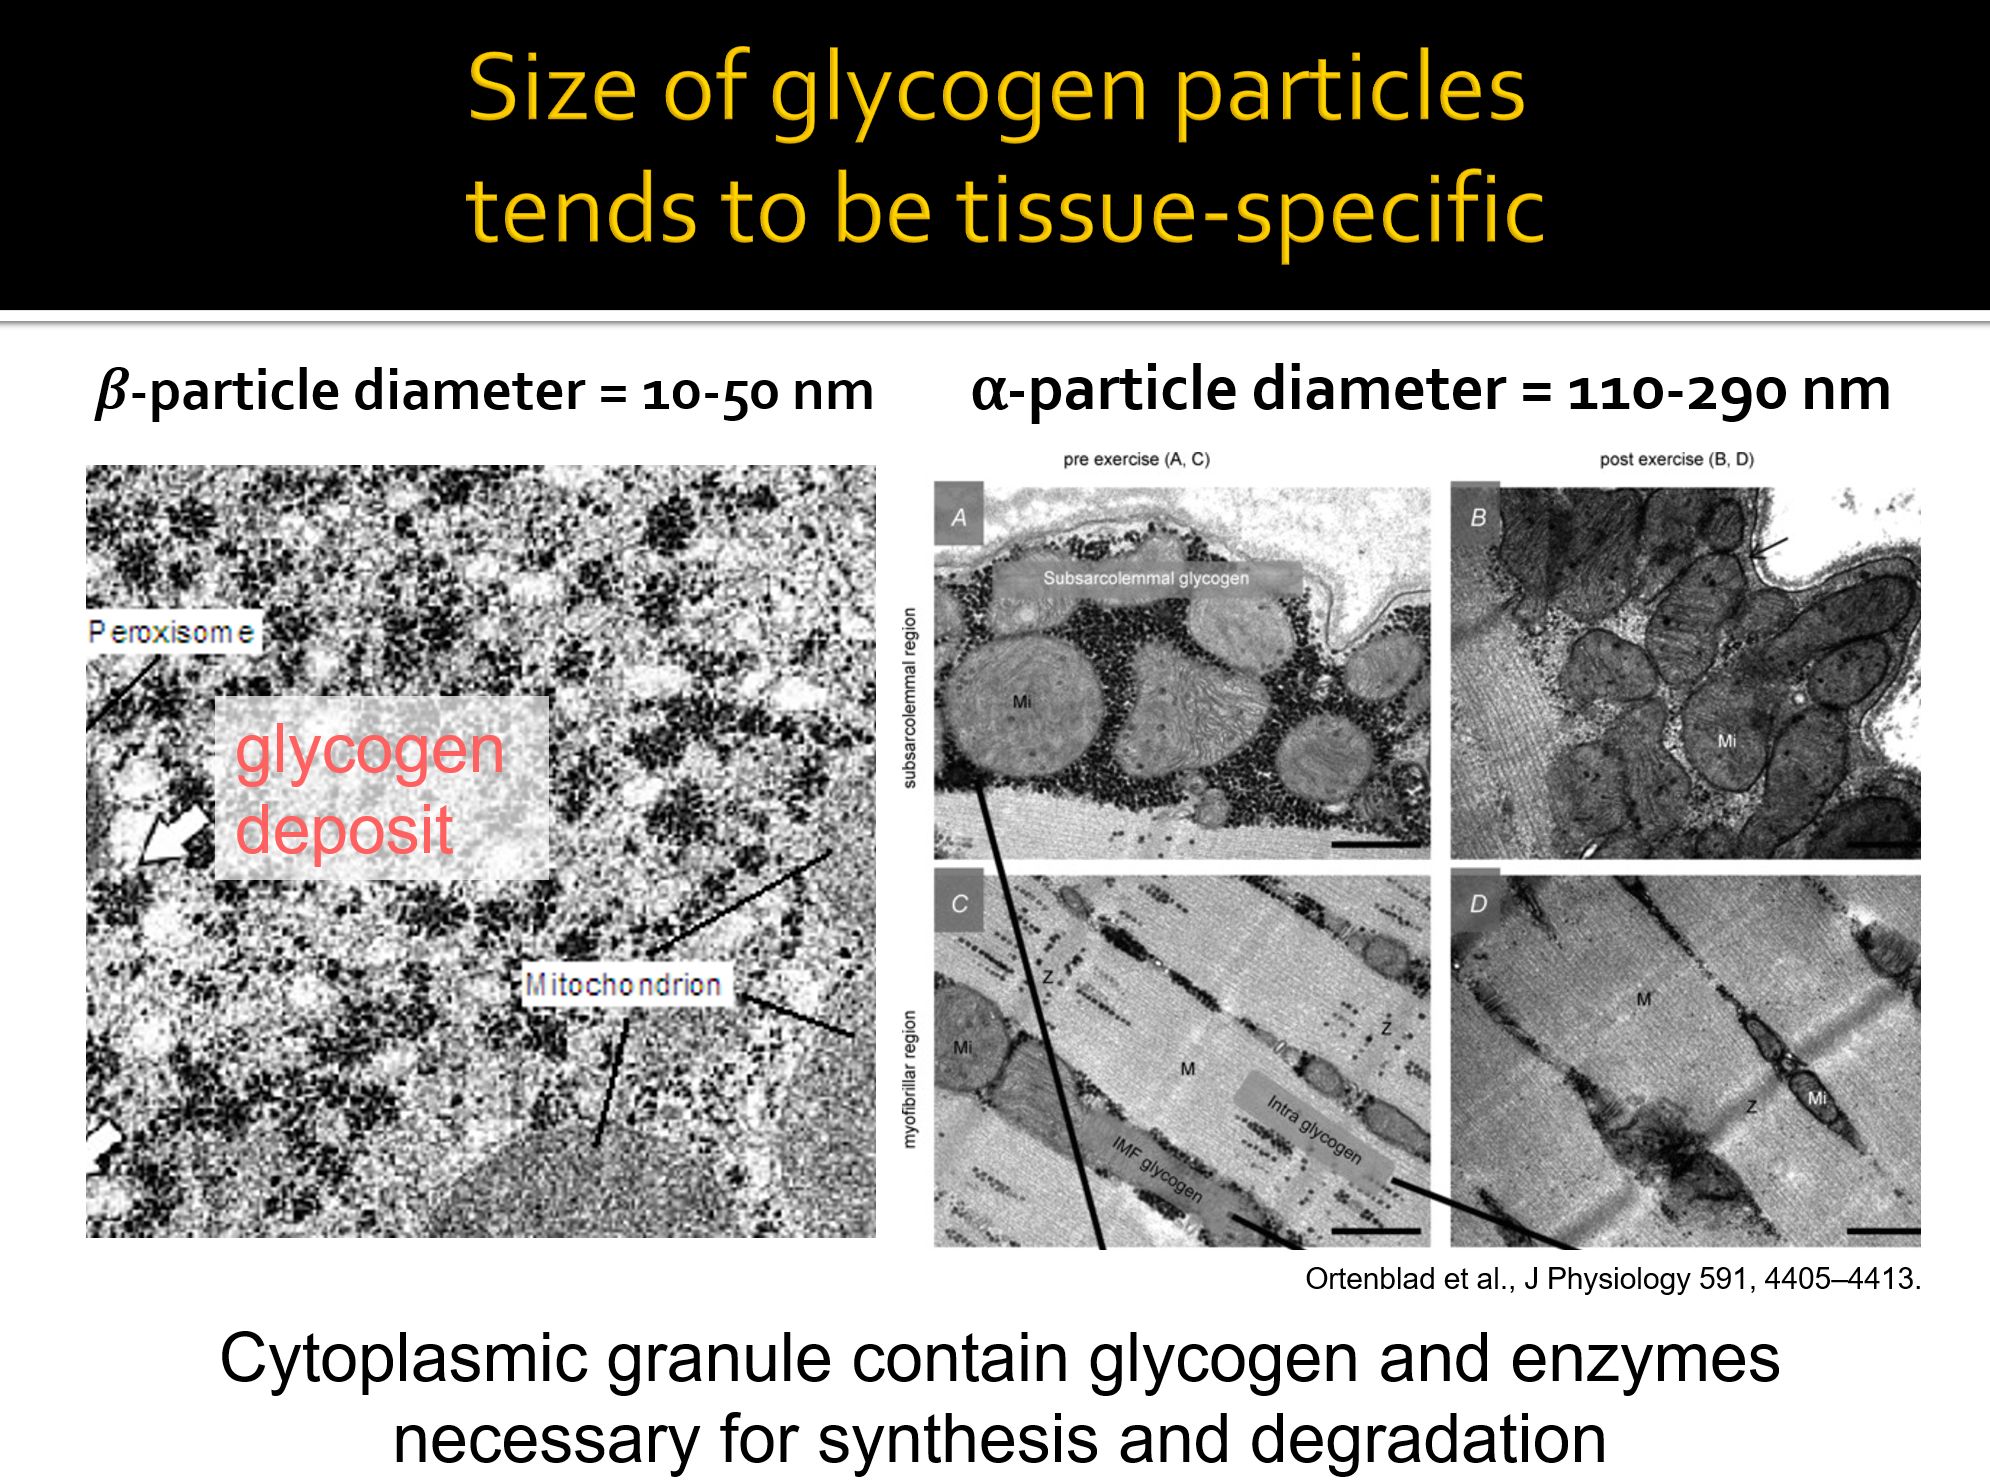 Size of glycogen particles
tends to be tissue-specific
β-particle diameter = 10-50 nm
α-particle diameter = 110-290 nm
Peroxisome
glycogen
deposit
Mitochondrion
pre exercise (A, C)
post exercise (B, D)
subsarcolemmal region
myofibrillar region
A
Subsarcolemmal glycogen
Mi
B
Mi
C
Z
Z
Mi
M
Intra glycogen
IMF glycogen
D
M
Z
Mi
Ortenblad et al., J Physiology 591, 4405–4413.
Cytoplasmic granule contain glycogen and enzymes
necessary for synthesis and degradation